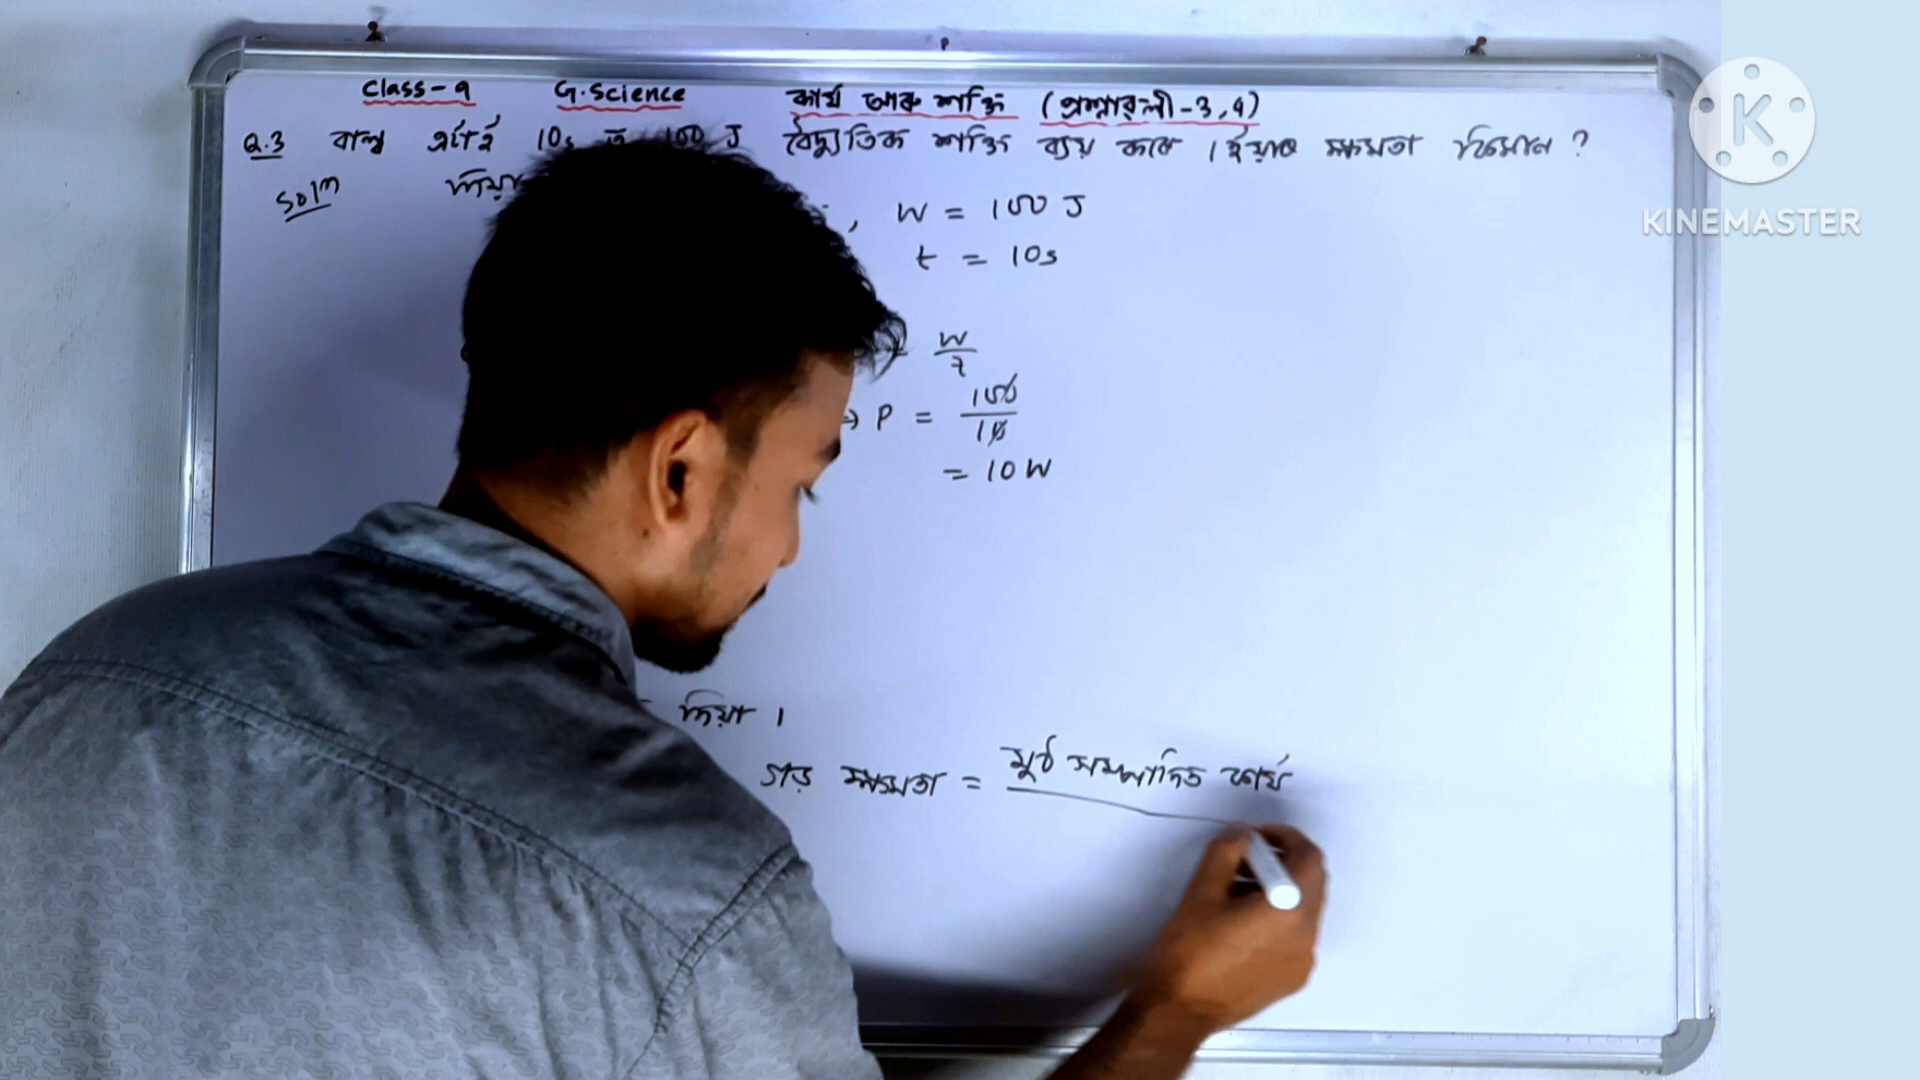 Class-9 G.Science কাৰ্য আৰু শক্তি (প্ৰশ্নাৱলী-3,4)
Q.3 বাল্ব এটাই 10s ত 100 J বৈদ্যুতিক শক্তি ব্যয় কৰে । ইয়াৰ ক্ষমতা কিমান ?
Solⁿ
W = 100 J
t = 10s
= W/t
⇒ P = 100/10
= 10 W
দিয়া ।
গড় ক্ষমতা = মুঠ সম্পাদিত কাৰ্য
K
KINEMASTER